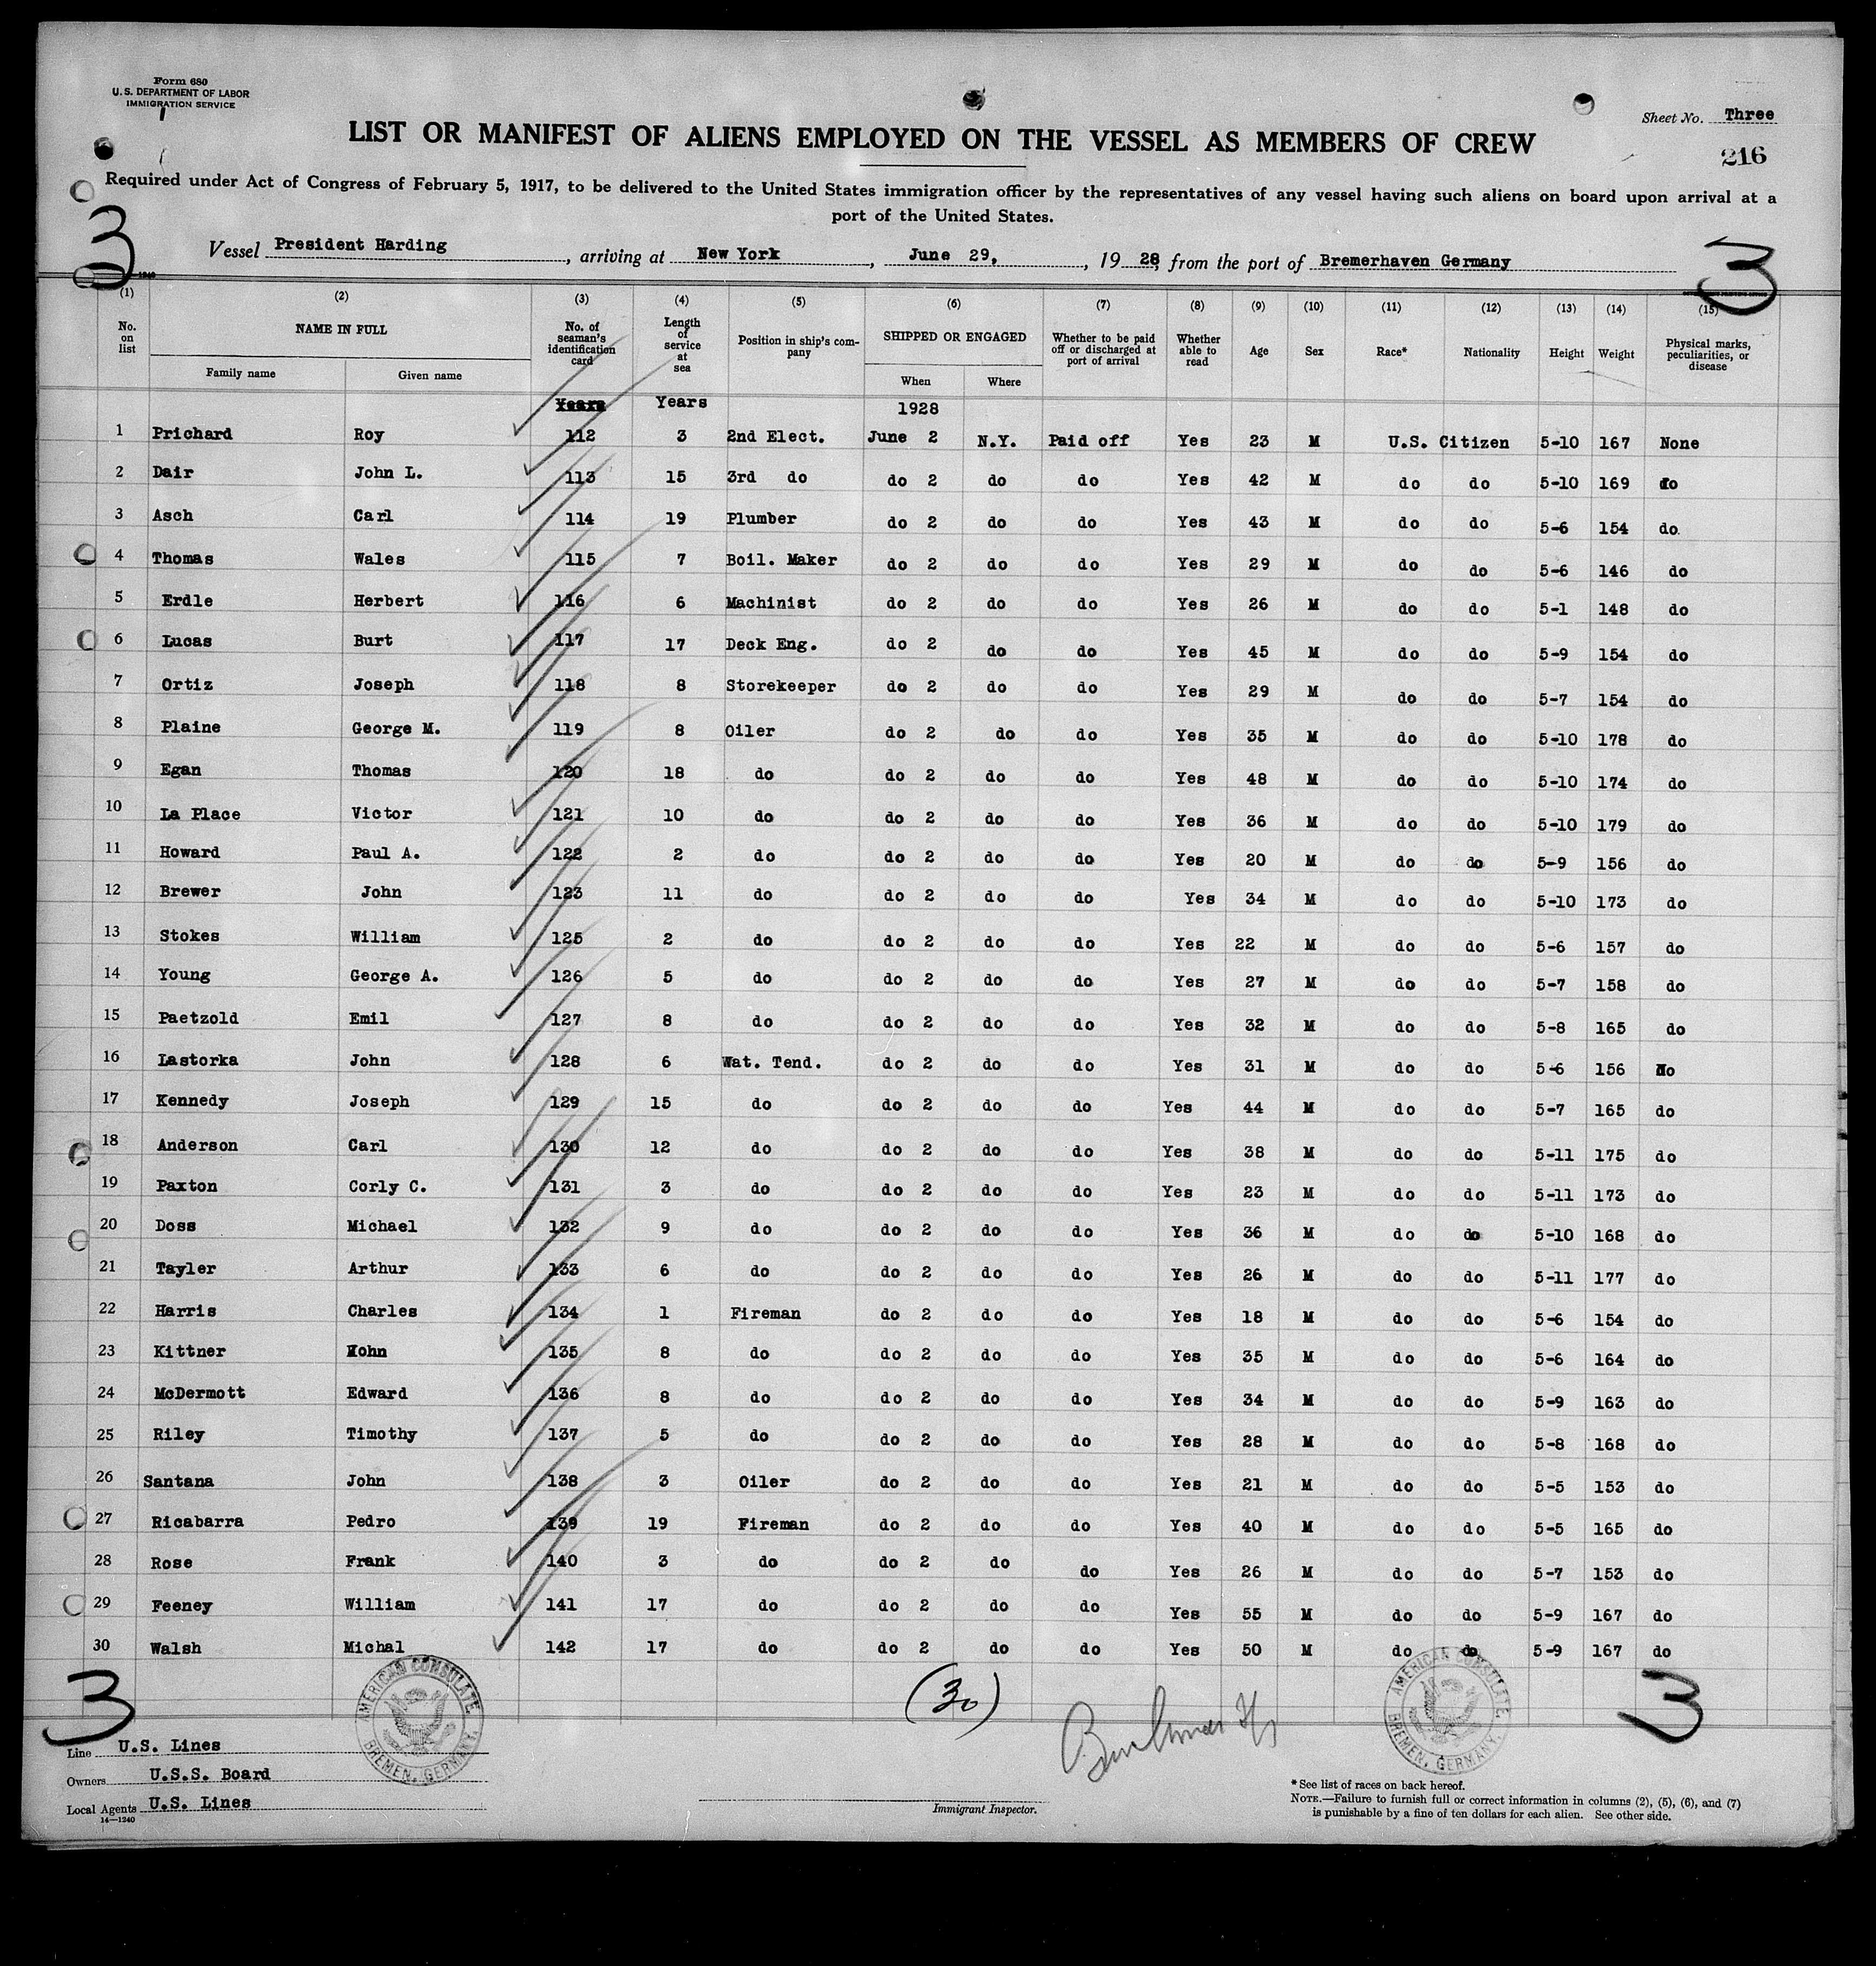 Form 680
U. S. DEPARTMENT OF LABOR
IMMIGRATION SERVICE
Sheet No. Three
216
LIST OR MANIFEST OF ALIENS EMPLOYED ON THE VESSEL AS MEMBERS OF CREW
Required under Act of Congress of February 5, 1917, to be delivered to the United States immigration officer by the representatives of any vessel having such aliens on board upon arrival at a
port of the United States.
3 3
Vessel President Harding, arriving at New York, June 29, 1928, from the port of Bremerhaven Germany
(1) (2) (3) (4) (5) (6) (7) (8) (9) (10) (11) (12) (13) (14) (15)
No. on list NAME IN FULL No. of seaman's identification card Length of service at sea Position in ship's company SHIPPED OR ENGAGED Whether to be paid off or discharged at port of arrival Whether able to read Age Sex Race* Nationality Height Weight Physical marks, peculiarities, or disease
Family name Given name When Where
Years Years 1928
1 Prichard Roy 112 3 2nd Elect. June 2 N.Y. Paid off Yes 23 M U.S. Citizen 5-10 167 None
2 Dair John L. 113 15 3rd do do 2 do do Yes 42 M do do 5-10 169 do
3 Asch Carl 114 19 Plumber do 2 do do Yes 43 M do do 5-6 154 do.
4 Thomas Wales 115 7 Boil. Maker do 2 do do Yes 29 M do do 5-6 146 do
5 Erdle Herbert 116 6 Machinist do 2 do do Yes 26 M do do 5-1 148 do
6 Lucas Burt 117 17 Deck Eng. do 2 do do Yes 45 M do do 5-9 154 do
7 Ortiz Joseph 118 8 Storekeeper do 2 do do Yes 29 M do do 5-7 154 do
8 Plaine George M. 119 8 Oiler do 2 do do Yes 35 M do do 5-10 178 do
9 Egan Thomas 120 18 do do 2 do do Yes 48 M do do 5-10 174 do
10 La Place Victor 121 10 do do 2 do do Yes 36 M do do 5-10 179 do
11 Howard Paul A. 122 2 do do 2 do do Yes 20 M do do 5-9 156 do
12 Brewer John 123 11 do do 2 do do Yes 34 M do do 5-10 173 do
13 Stokes William 125 2 do do 2 do do Yes 22 M do do 5-6 157 do
14 Young George A. 126 5 do do 2 do do Yes 27 M do do 5-7 158 do
15 Paetzold Emil 127 8 do do 2 do do Yes 32 M do do 5-8 165 do
16 Lastorka John 128 6 Wat. Tend. do 2 do do Yes 31 M do do 5-6 156 do
17 Kennedy Joseph 129 15 do do 2 do do Yes 44 M do do 5-7 165 do
18 Anderson Carl 130 12 do do 2 do do Yes 38 M do do 5-11 175 do
19 Paxton Corly C. 131 3 do do 2 do do Yes 23 M do do 5-11 173 do
20 Doss Michael 132 9 do do 2 do do Yes 36 M do do 5-10 168 do
21 Tayler Arthur 133 6 do do 2 do do Yes 26 M do do 5-11 177 do
22 Harris Charles 134 1 Fireman do 2 do do Yes 18 M do do 5-6 154 do
23 Kittner John 135 8 do do 2 do do Yes 35 M do do 5-6 164 do
24 McDermott Edward 136 8 do do 2 do do Yes 34 M do do 5-9 163 do
25 Riley Timothy 137 5 do do 2 do do Yes 28 M do do 5-8 168 do
26 Santana John 138 3 Oiler do 2 do do Yes 21 M do do 5-5 153 do
27 Ricabarra Pedro 139 19 Fireman do 2 do do Yes 40 M do do 5-5 165 do
28 Rose Frank 140 3 do do 2 do do Yes 26 M do do 5-7 153 do
29 Feeney William 141 17 do do 2 do do Yes 55 M do do 5-9 167 do
30 Walsh Michal 142 17 do do 2 do do Yes 50 M do do 5-9 167 do
3 (30) 3
AMERICAN CONSULATE BREMEN, GERMANY.
AMERICAN CONSULATE BREMEN, GERMANY.
Line U.S. Lines
Owners U.S.S. Board
Local Agents U.S. Lines
14—1240
Immigrant Inspector.
* See list of races on back hereof.
NOTE.—Failure to furnish full or correct information in columns (2), (5), (6), and (7)
is punishable by a fine of ten dollars for each alien. See other side.